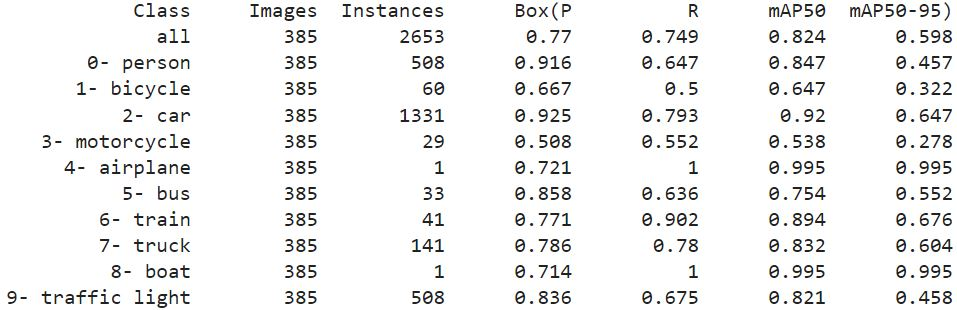 Class Images Instances Box(P R mAP50 mAP50-95)
all 385 2653 0.77 0.749 0.824 0.598
0- person 385 508 0.916 0.647 0.847 0.457
1- bicycle 385 60 0.667 0.5 0.647 0.322
2- car 385 1331 0.925 0.793 0.92 0.647
3- motorcycle 385 29 0.508 0.552 0.538 0.278
4- airplane 385 1 0.721 1 0.995 0.995
5- bus 385 33 0.858 0.636 0.754 0.552
6- train 385 41 0.771 0.902 0.894 0.676
7- truck 385 141 0.786 0.78 0.832 0.604
8- boat 385 1 0.714 1 0.995 0.995
9- traffic light 385 508 0.836 0.675 0.821 0.458